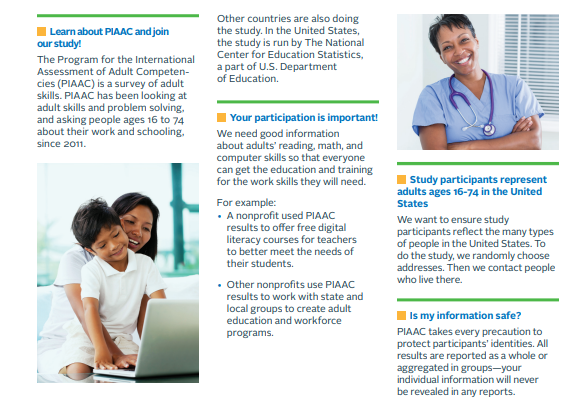 Learn about PIAAC and join
our study!
The Program for the International
Assessment of Adult Competen-
cies (PIAAC) is a survey of adult
skills. PIAAC has been looking at
adult skills and problem solving,
and asking people ages 16 to 74
about their work and schooling,
since 2011.
Other countries are also doing
the study. In the United States,
the study is run by The National
Center for Education Statistics,
a part of U.S. Department
of Education.
Your participation is important!
We need good information
about adults' reading, math, and
computer skills so that everyone
can get the education and training
for the work skills they will need.
For example:
• A nonprofit used PIAAC
results to offer free digital
literacy courses for teachers
to better meet the needs of
their students.
• Other nonprofits use PIAAC
results to work with state and
local groups to create adult
education and workforce
programs.
Study participants represent
adults ages 16-74 in the United
States
We want to ensure study
participants reflect the many types
of people in the United States. To
do the study, we randomly choose
addresses. Then we contact people
who live there.
Is my information safe?
PIAAC takes every precaution to
protect participants' identities. All
results are reported as a whole or
aggregated in groups—your
individual information will never
be revealed in any reports.